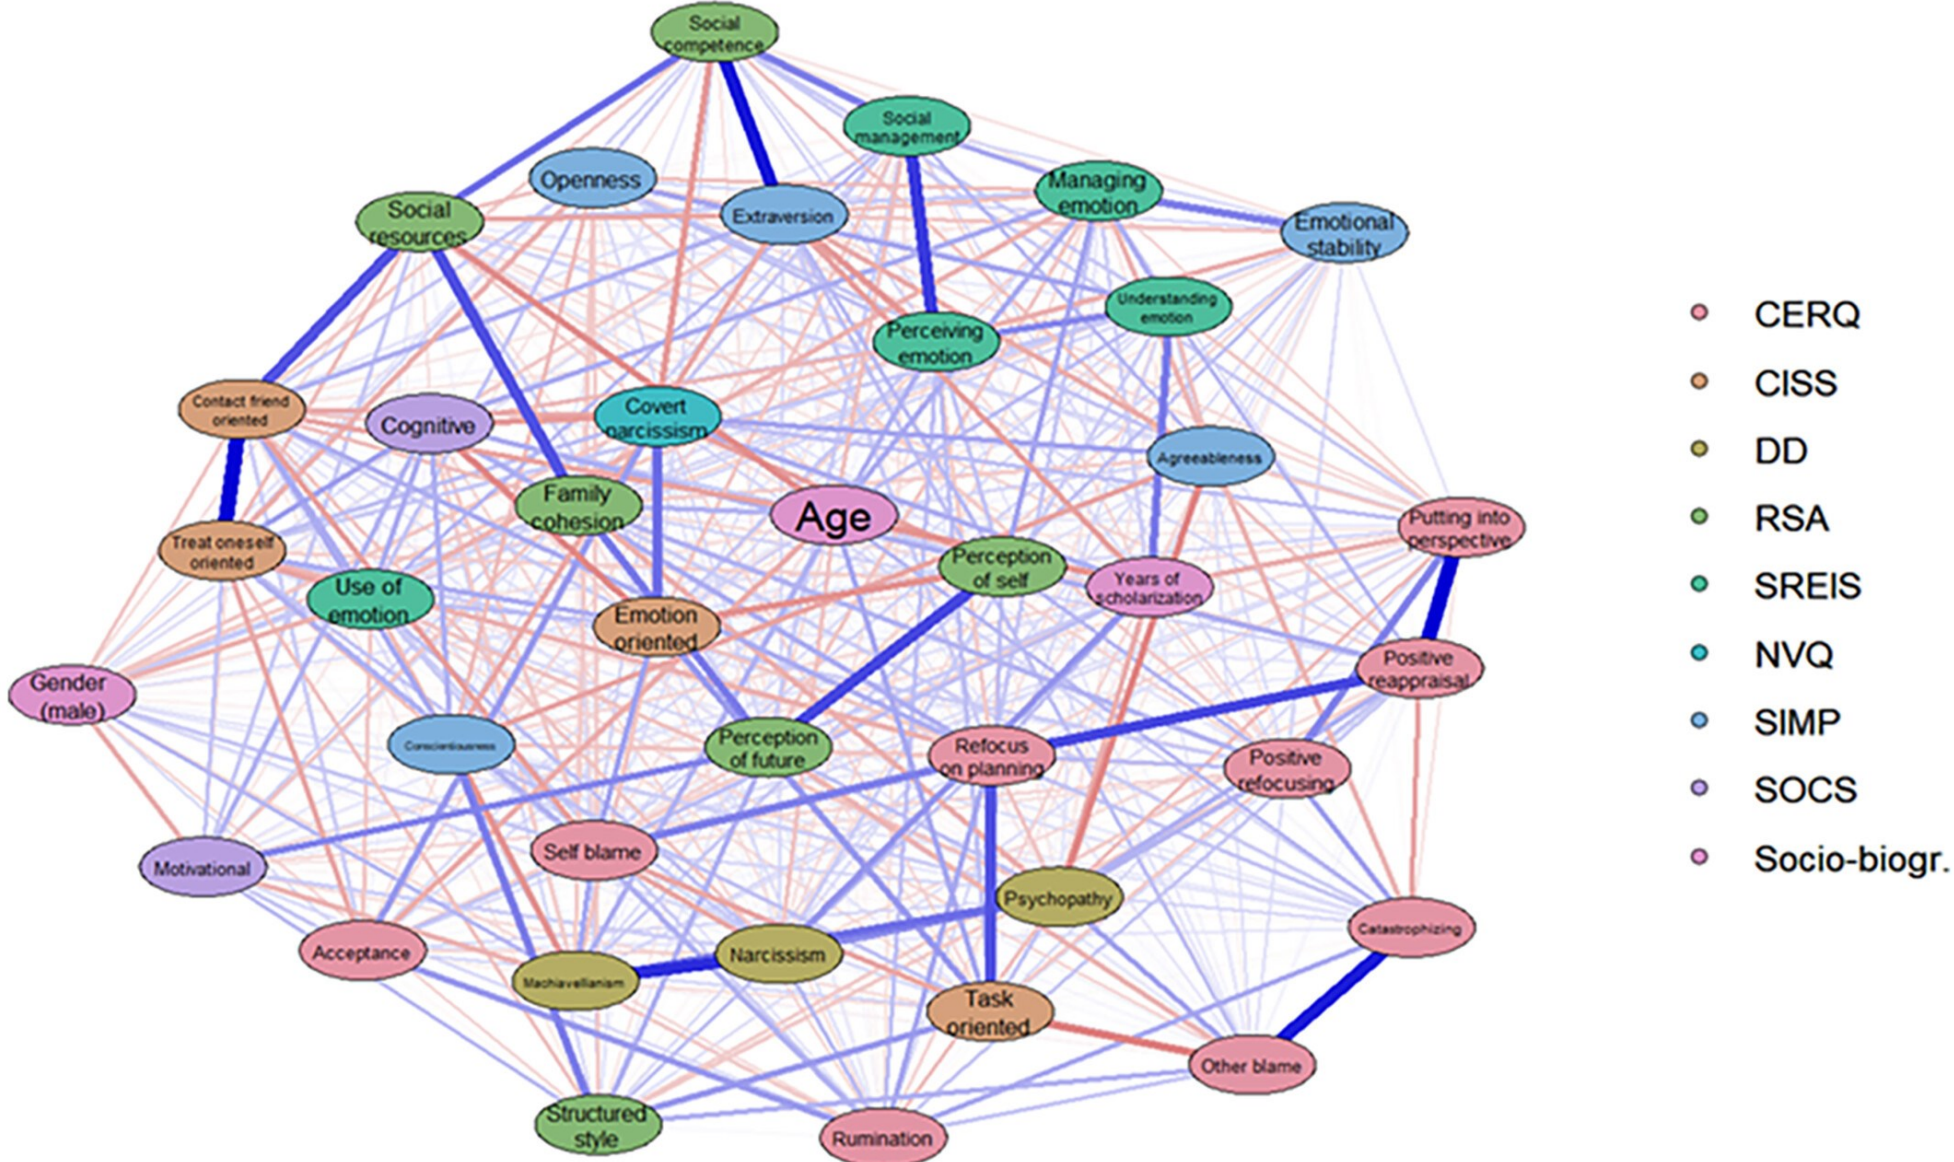 Social
competence
Social
management
Openness
Managing
emotion
Social
resources
Extraversion
Emotional
stability
Understanding
emotion
Perceiving
emotion
Contact friend
oriented
Cognitive
Covert
narcissism
Agreeableness
Family
cohesion
Age
Putting into
perspective
Treat oneself
oriented
Perception
of self
Use of
emotion
Years of
scholarization
Emotion
oriented
Positive
reappraisal
Gender
(male)
Conscientiousness
Perception
of future
Refocus
on planning
Positive
refocusing
Self blame
Motivational
Psychopathy
Catastrophizing
Acceptance
Narcissism
Machiavellianism
Task
oriented
Other blame
Structured
style
Rumination
CERQ
CISS
DD
RSA
SREIS
NVQ
SIMP
SOCS
Socio-biogr.